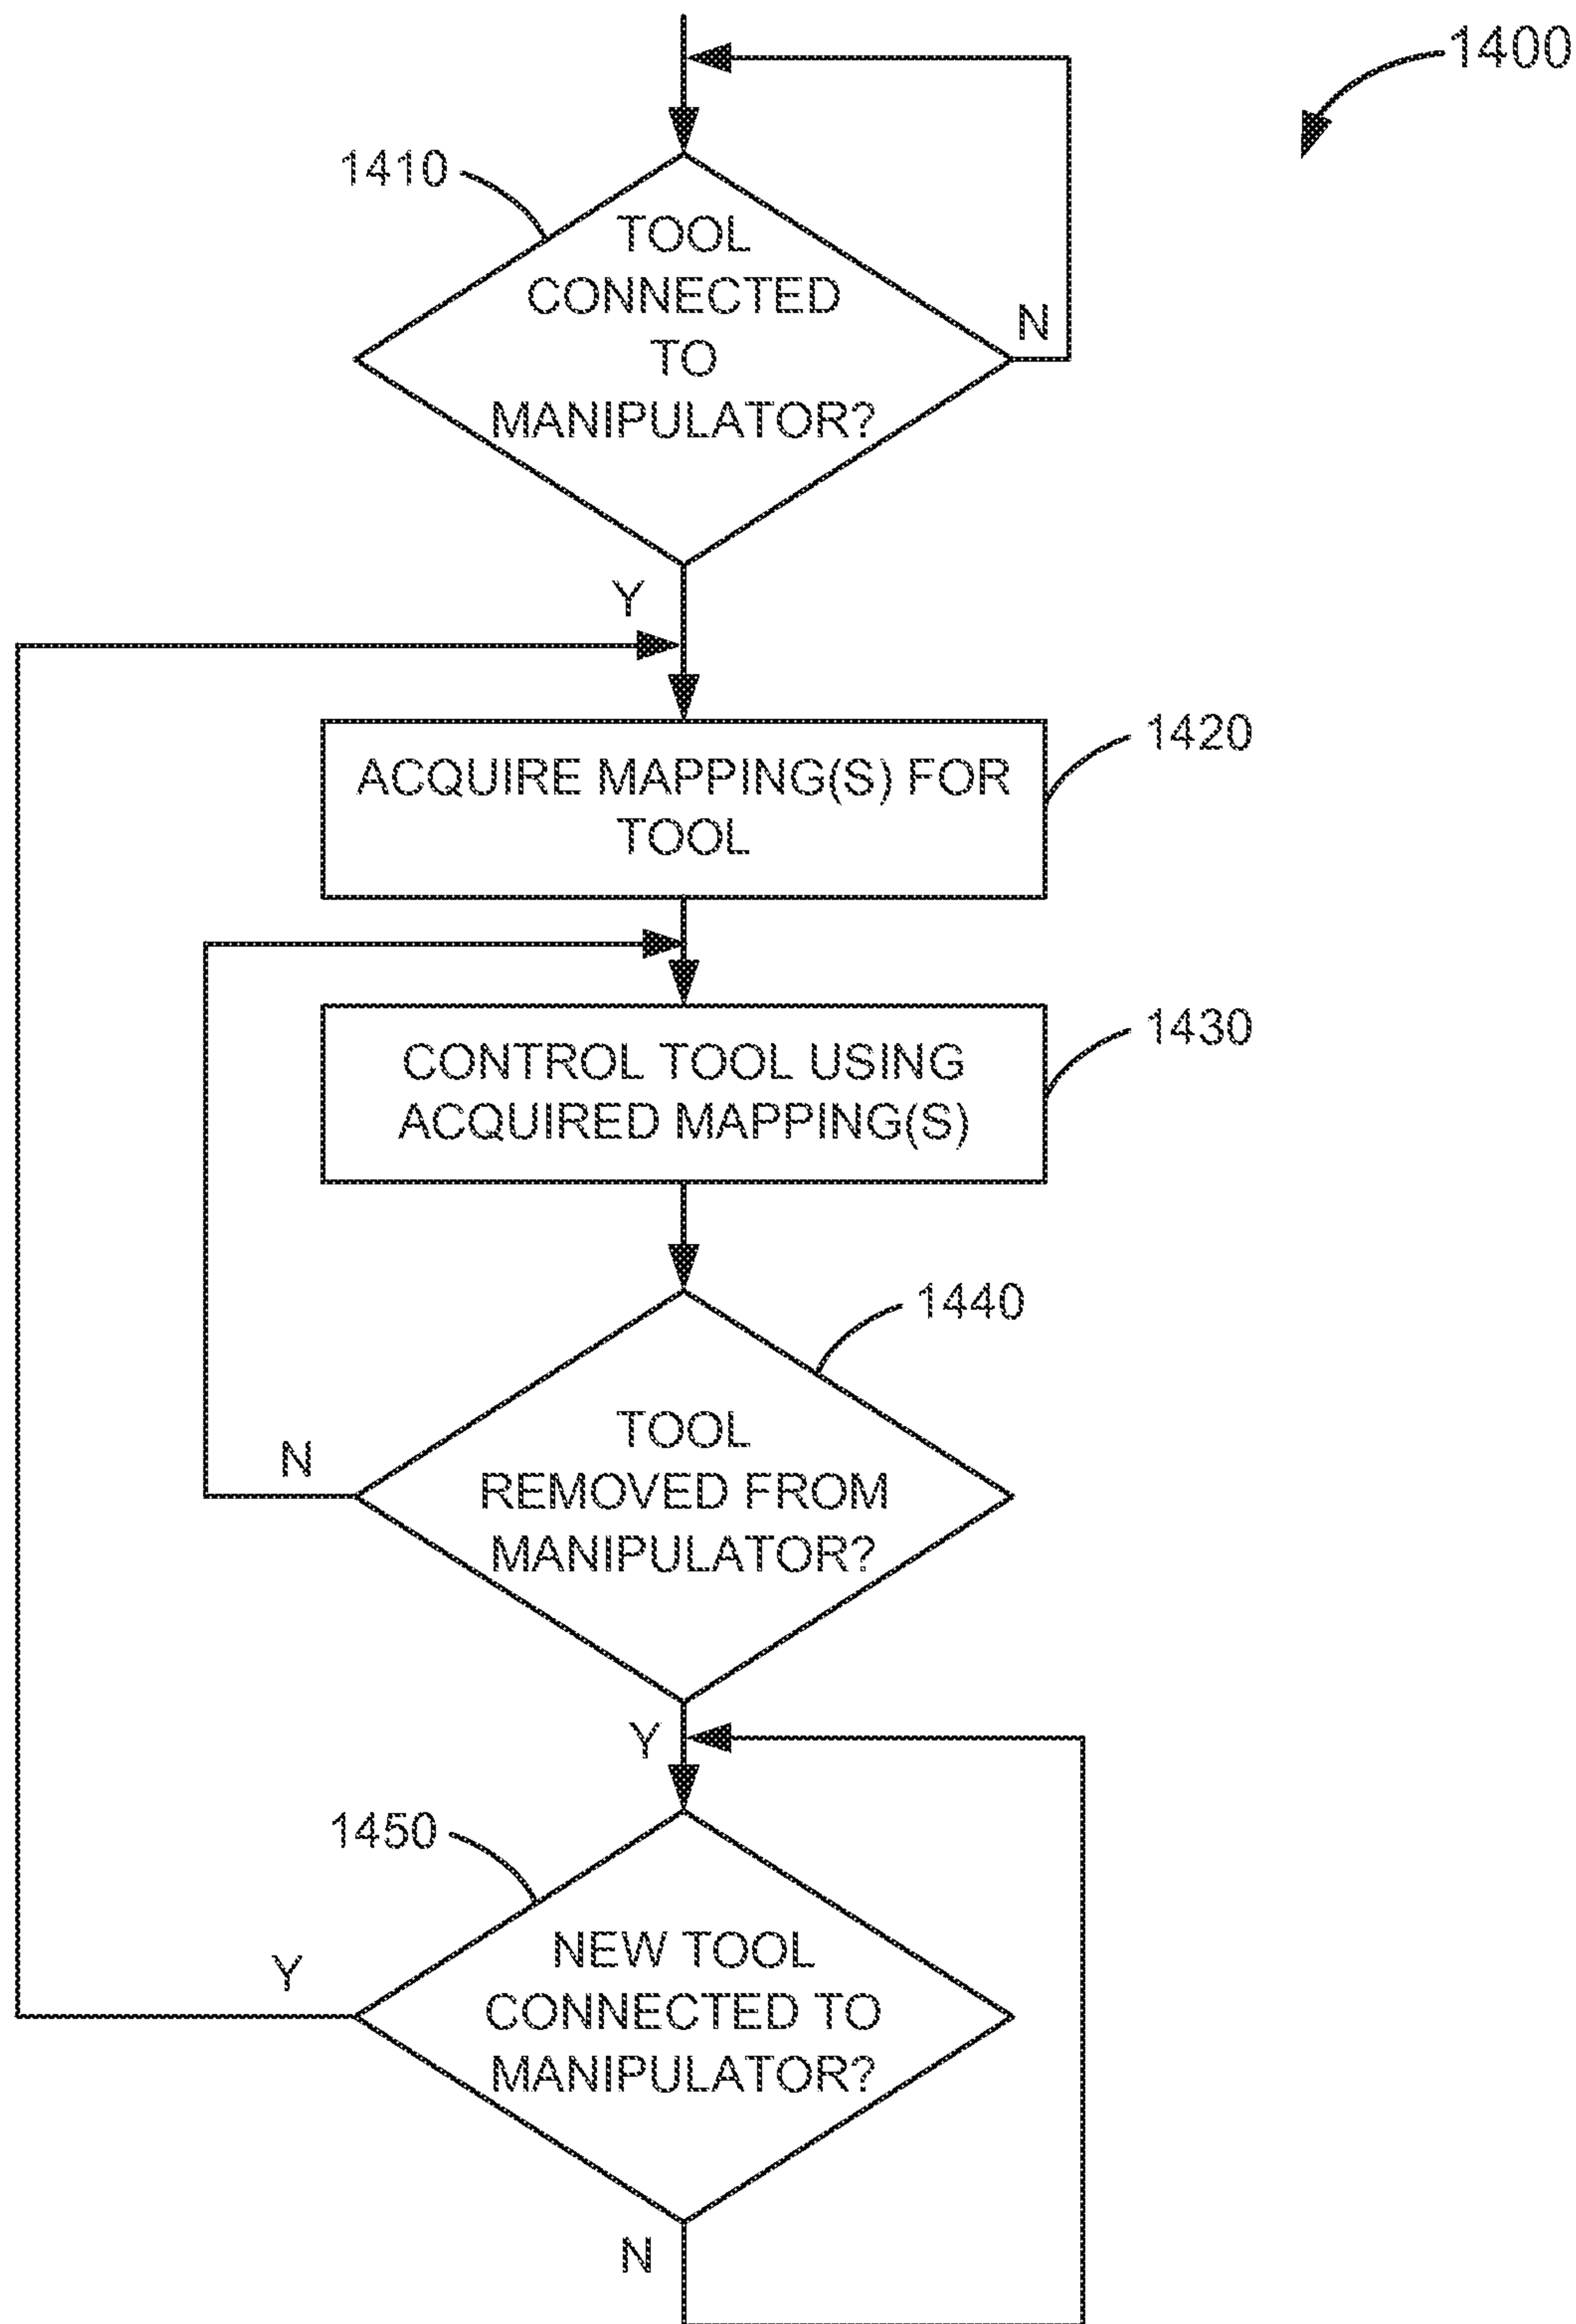 1400
1410
TOOL
CONNECTED
TO
MANIPULATOR?
N
Y
ACQUIRE MAPPING(S) FOR
TOOL
1420
CONTROL TOOL USING
ACQUIRED MAPPING(S)
1430
1440
TOOL
REMOVED FROM
MANIPULATOR?
N
Y
1450
NEW TOOL
CONNECTED TO
MANIPULATOR?
Y
N